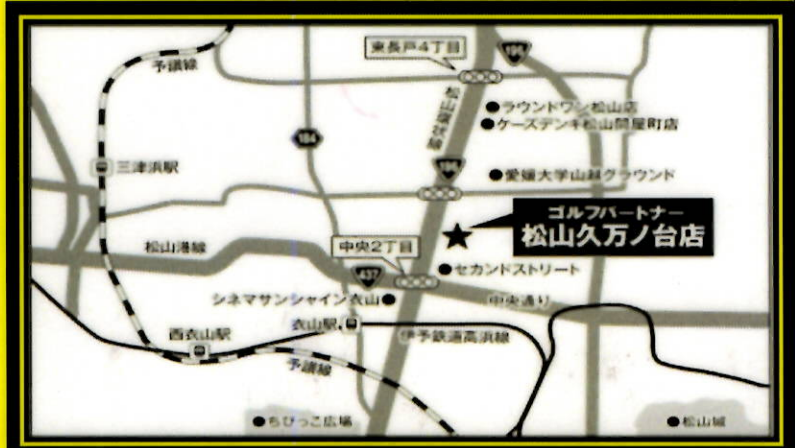 東長戸4丁目
196
予讃線
松山環状線
ラウンドワン松山店
ケーズデンキ松山問屋町店
184
三津浜駅
196
愛媛大学山越グラウンド
ゴルフパートナー
松山久万ノ台店
松山港線
中央2丁目
437
セカンドストリート
シネマサンシャイン衣山
中央通り
衣山駅
西衣山駅
伊予鉄道高浜線
予讃線
ちびっこ広場
松山城